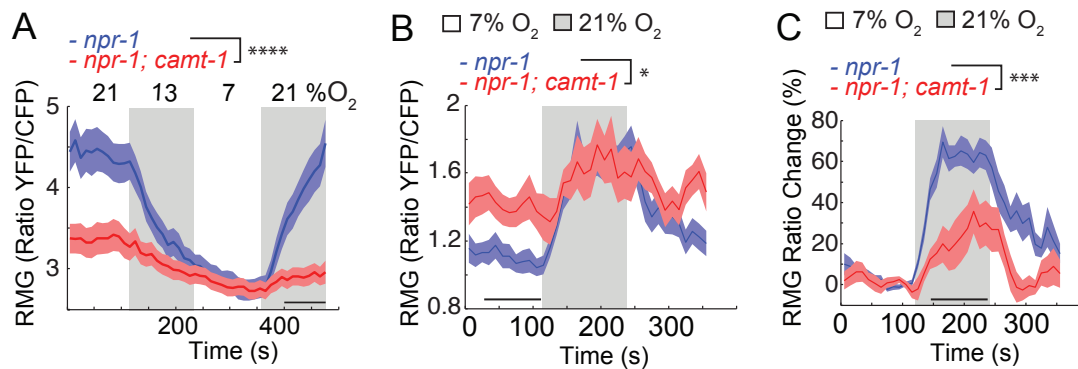 A
- npr-1
- npr-1; camt-1
****
21 13 7 21 %O₂
RMG (Ratio YFP/CFP)
5
4
3
200 400
Time (s)
B
7% O₂ 21% O₂
- npr-1
- npr-1; camt-1
*
RMG (Ratio YFP/CFP)
2
1.6
1.2
0.8
0 100 300
Time (s)
C
7% O₂ 21% O₂
- npr-1
- npr-1; camt-1
***
RMG Ratio Change (%)
80
60
40
20
0
0 100 200 300
Time (s)